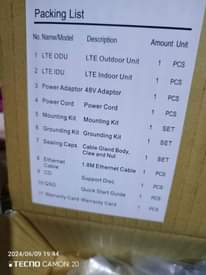 Packing List
No. Name/Model Description Amount Unit
1 LTE ODU LTE Outdoor Unit 1 PCS
2 LTE IDU LTE Indoor Unit 1 PCS
3 Power Adaptor 48V Adaptor 1 PCS
4 Power Cord Power Cord 1 PCS
5 Mounting Kit Mounting Kit 1 SET
6 Grounding Kit Grounding Kit 1 SET
7 Sealing Caps Cable Gland Body, 1 PCS
Claw and Nut
8 Ethernet 1.8M Ethernet Cable 1 PCS
Cable
9 CD Support Disc 1 PCS
10 QSG Quick Start Guide 1 PCS
11 Warranty Card Warranty Card 1 PCS
2024/06/09 19:44
TECNO CAMON 20